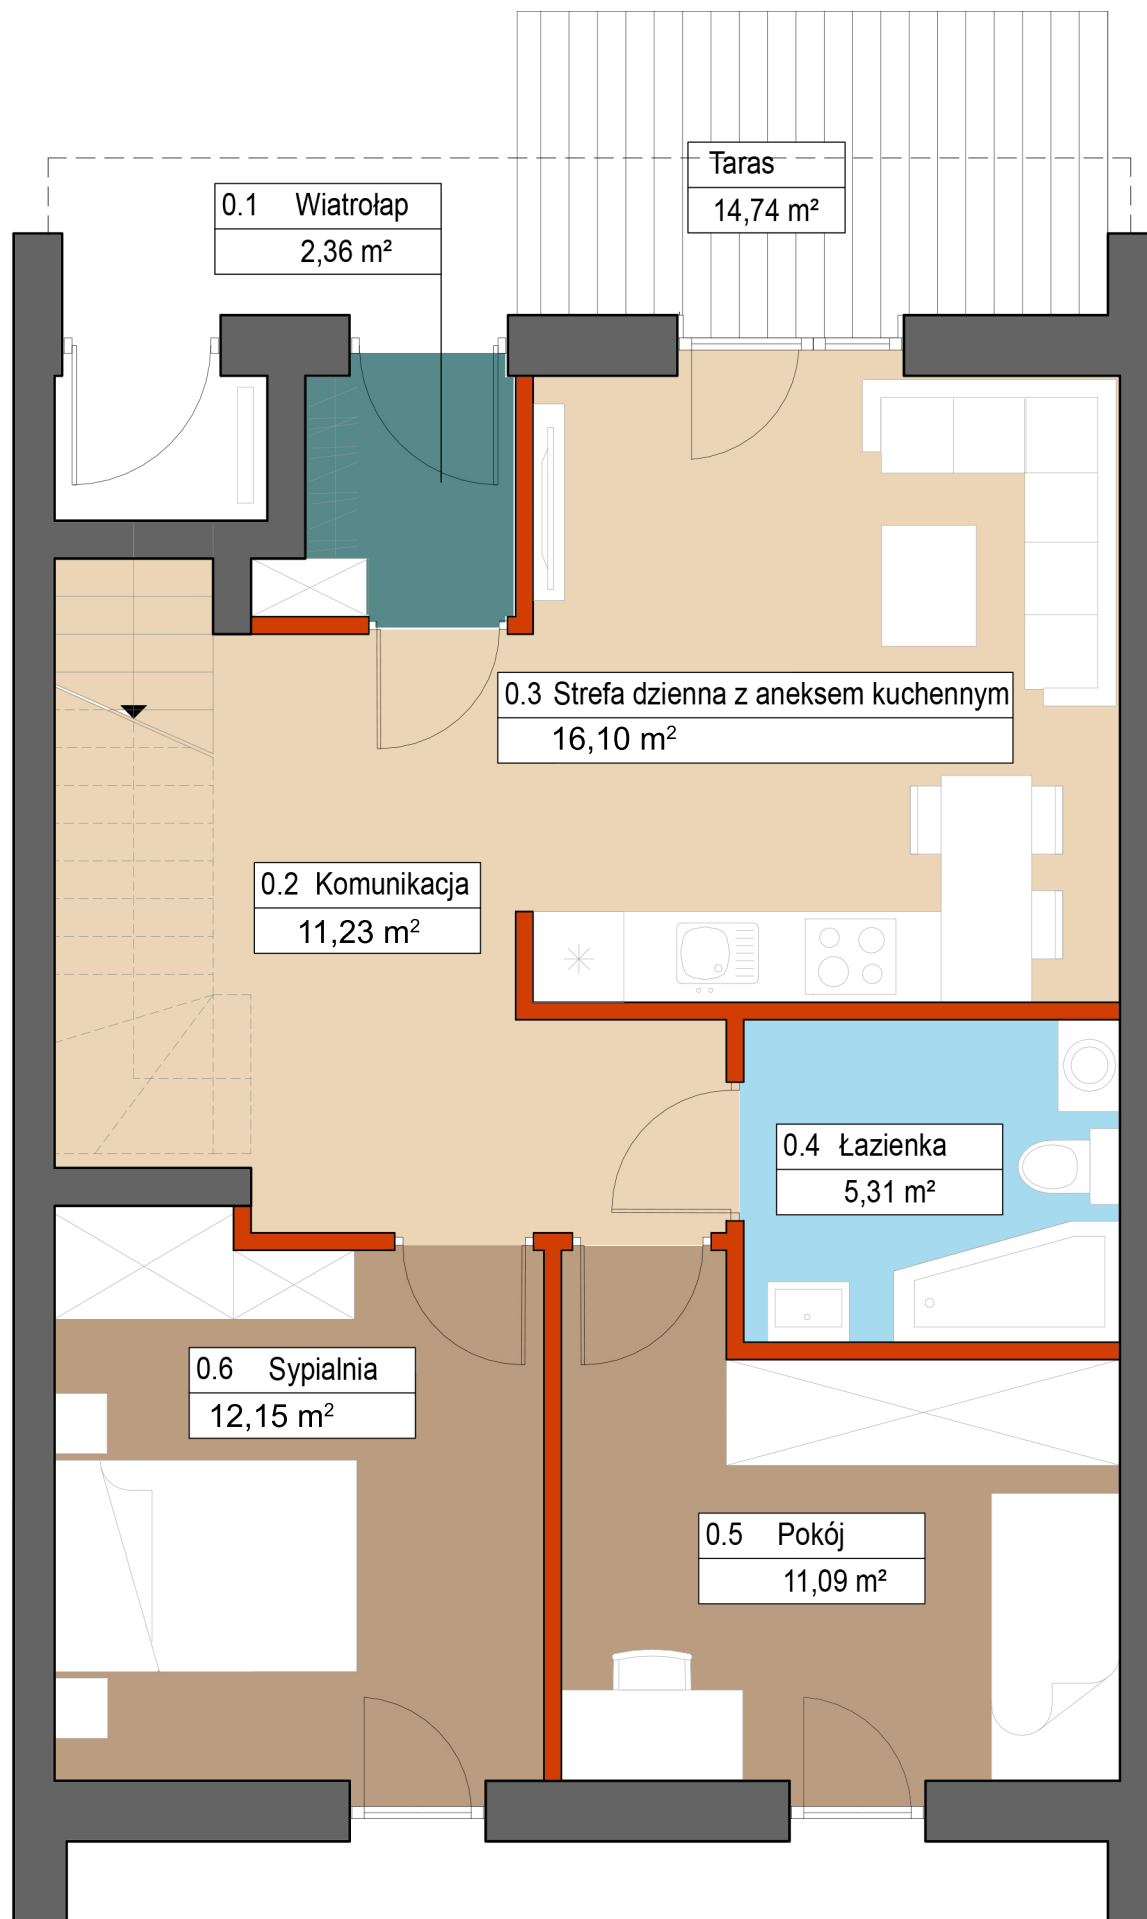 Taras
14,74 m²
0.1 Wiatrołap
2,36 m²
0.3 Strefa dzienna z aneksem kuchennym
16,10 m²
0.2 Komunikacja
11,23 m²
0.4 Łazienka
5,31 m²
0.6 Sypialnia
12,15 m²
0.5 Pokój
11,09 m²